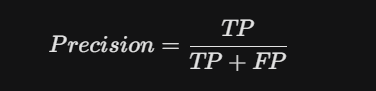 Precision = TP / (TP + FP)